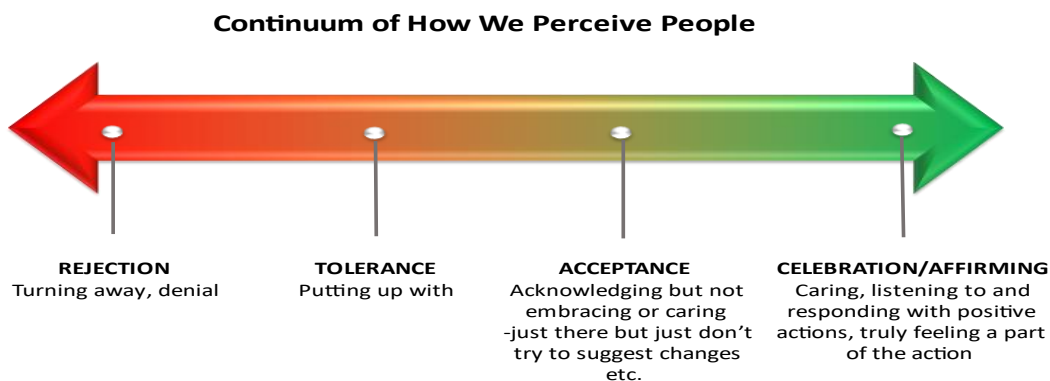 Continuum of How We Perceive People
REJECTION
Turning away, denial
TOLERANCE
Putting up with
ACCEPTANCE
Acknowledging but not
embracing or caring
-just there but just don’t
try to suggest changes
etc.
CELEBRATION/AFFIRMING
Caring, listening to and
responding with positive
actions, truly feeling a part
of the action